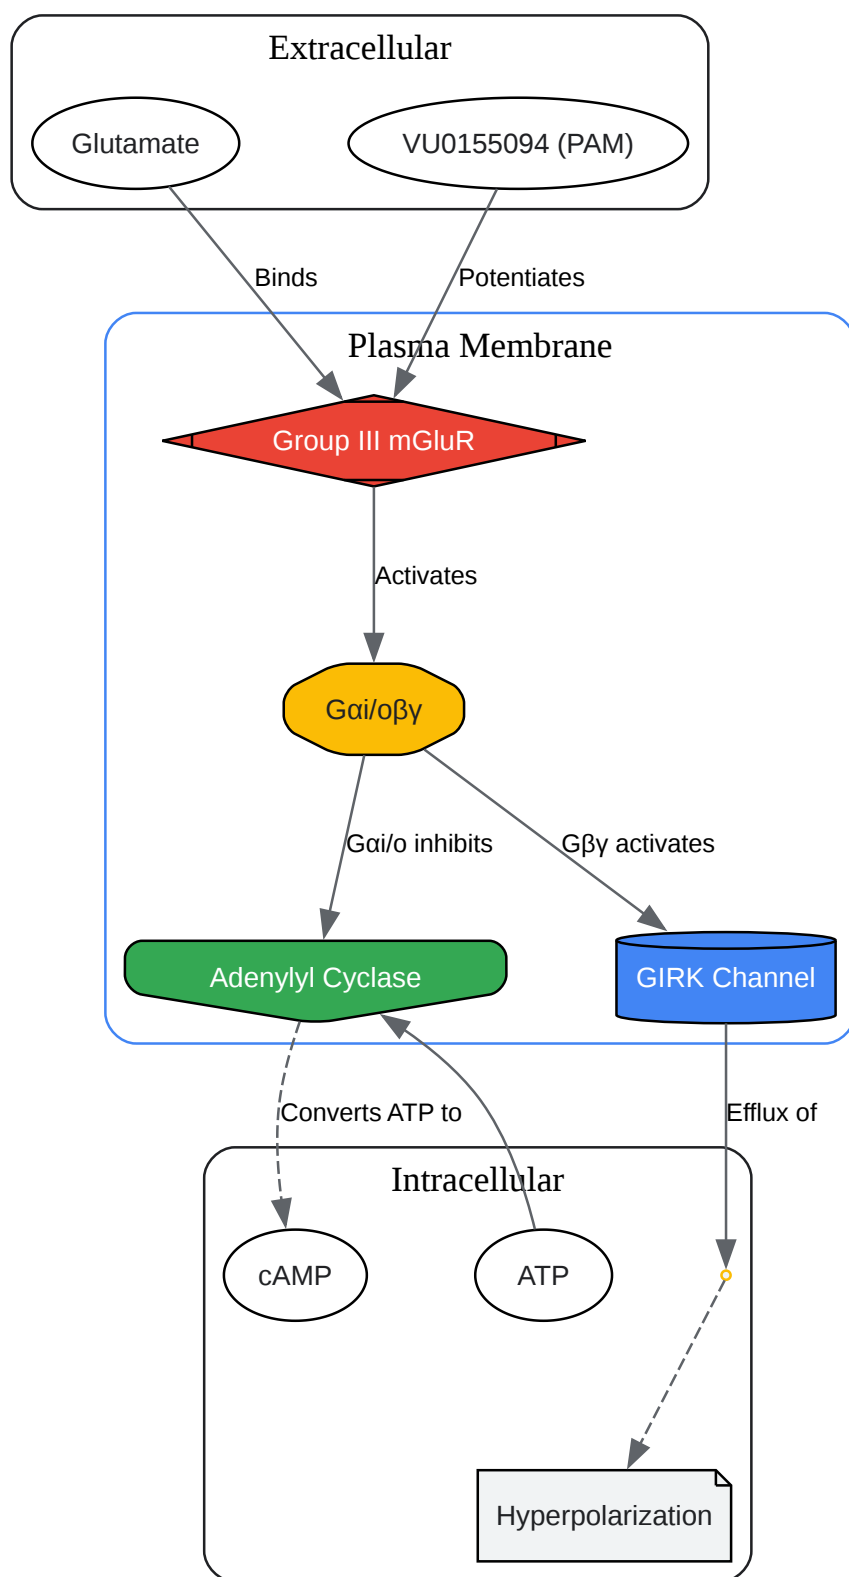 Extracellular
Glutamate
VU0155094 (PAM)
Binds
Potentiates
Plasma Membrane
Group III mGluR
Activates
Gαi/oβγ
Gαi/o inhibits
Gβγ activates
Adenylyl Cyclase
GIRK Channel
Converts ATP to
Efflux of
Intracellular
cAMP
ATP
Hyperpolarization